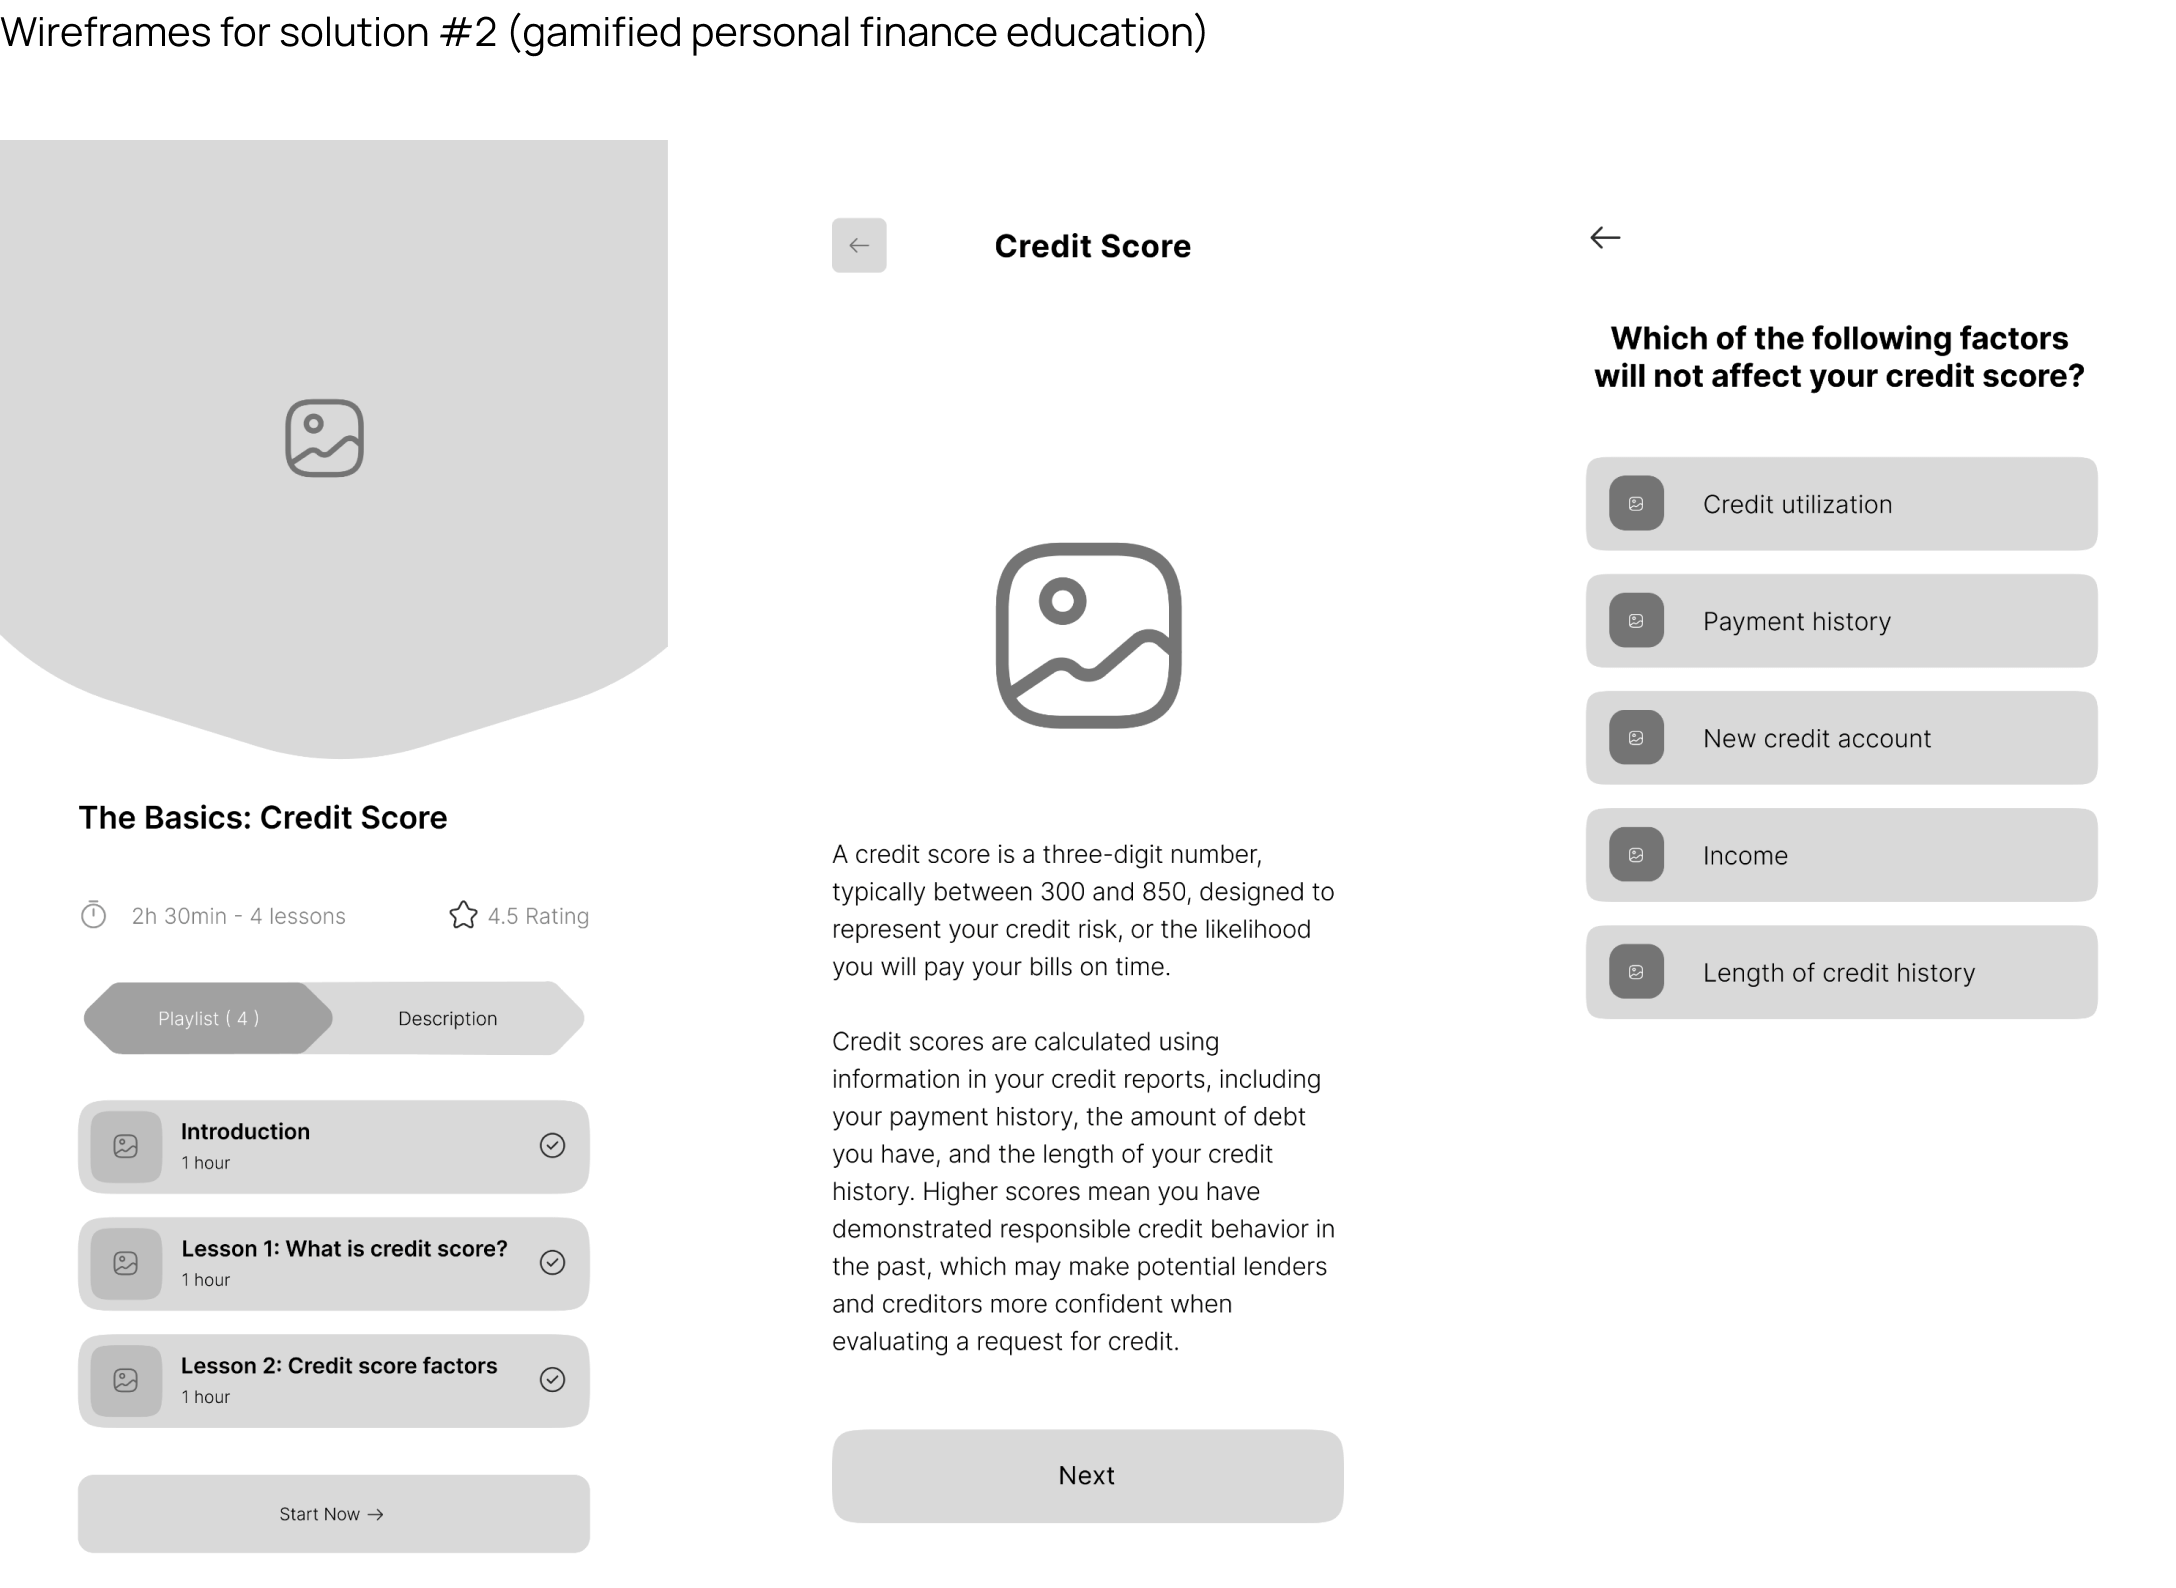 Wireframes for solution #2 (gamified personal finance education)
The Basics: Credit Score
2h 30min - 4 lessons
4.5 Rating
Playlist ( 4 )
Description
Introduction
1 hour
Lesson 1: What is credit score?
1 hour
Lesson 2: Credit score factors
1 hour
Start Now →
Credit Score
A credit score is a three-digit number,
typically between 300 and 850, designed to
represent your credit risk, or the likelihood
you will pay your bills on time.
Credit scores are calculated using
information in your credit reports, including
your payment history, the amount of debt
you have, and the length of your credit
history. Higher scores mean you have
demonstrated responsible credit behavior in
the past, which may make potential lenders
and creditors more confident when
evaluating a request for credit.
Next
Which of the following factors
will not affect your credit score?
Credit utilization
Payment history
New credit account
Income
Length of credit history